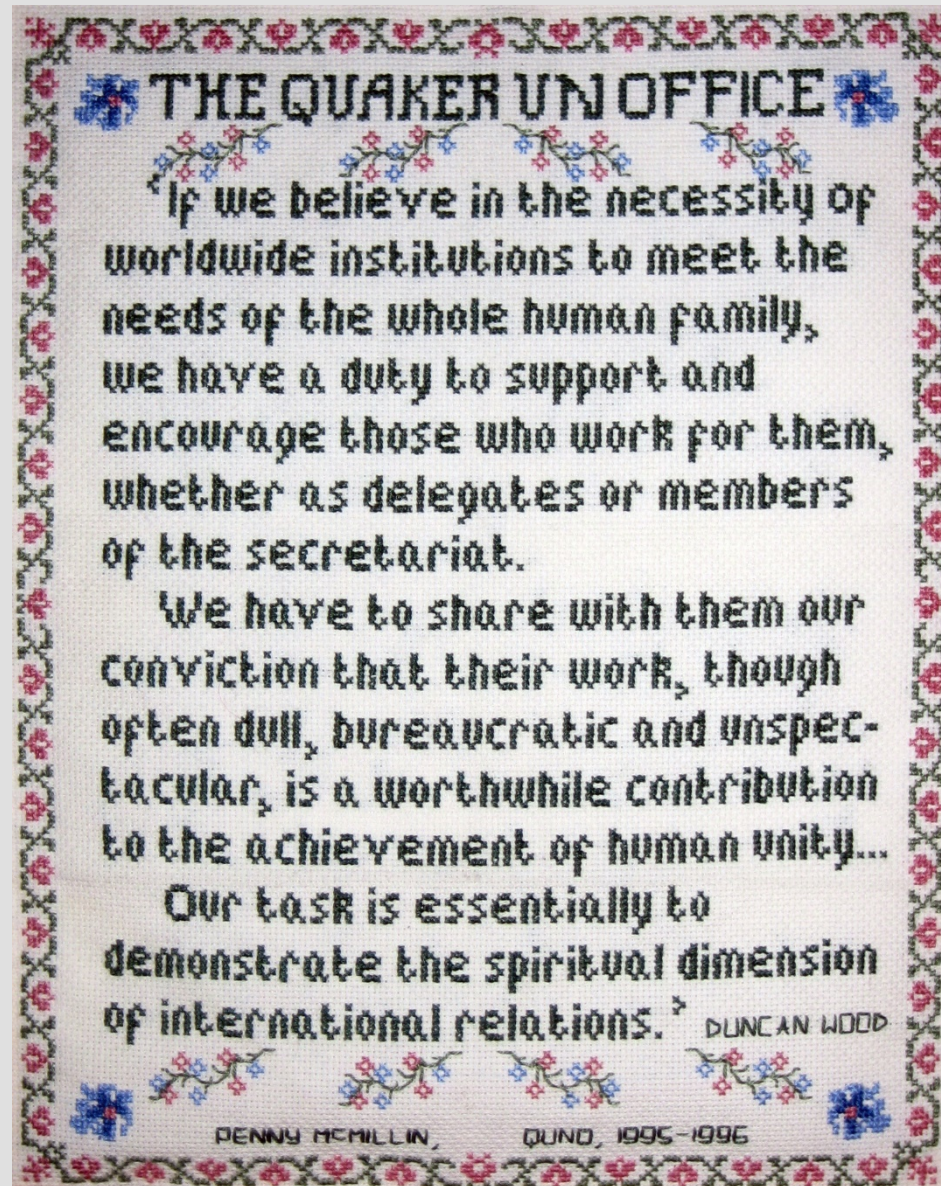 THE QUAKER UN OFFICE
'If we believe in the necessity of
worldwide institutions to meet the
needs of the whole human family,
we have a duty to support and
encourage those who work for them,
whether as delegates or members
of the secretariat.
We have to share with them our
conviction that their work, though
often dull, bureaucratic and unspec-
tacular, is a worthwhile contribution
to the achievement of human unity...
Our task is essentially to
demonstrate the spiritual dimension
of international relations.' DUNCAN WOOD
PENNY MCMILLIN, QUNO, 1995-1996